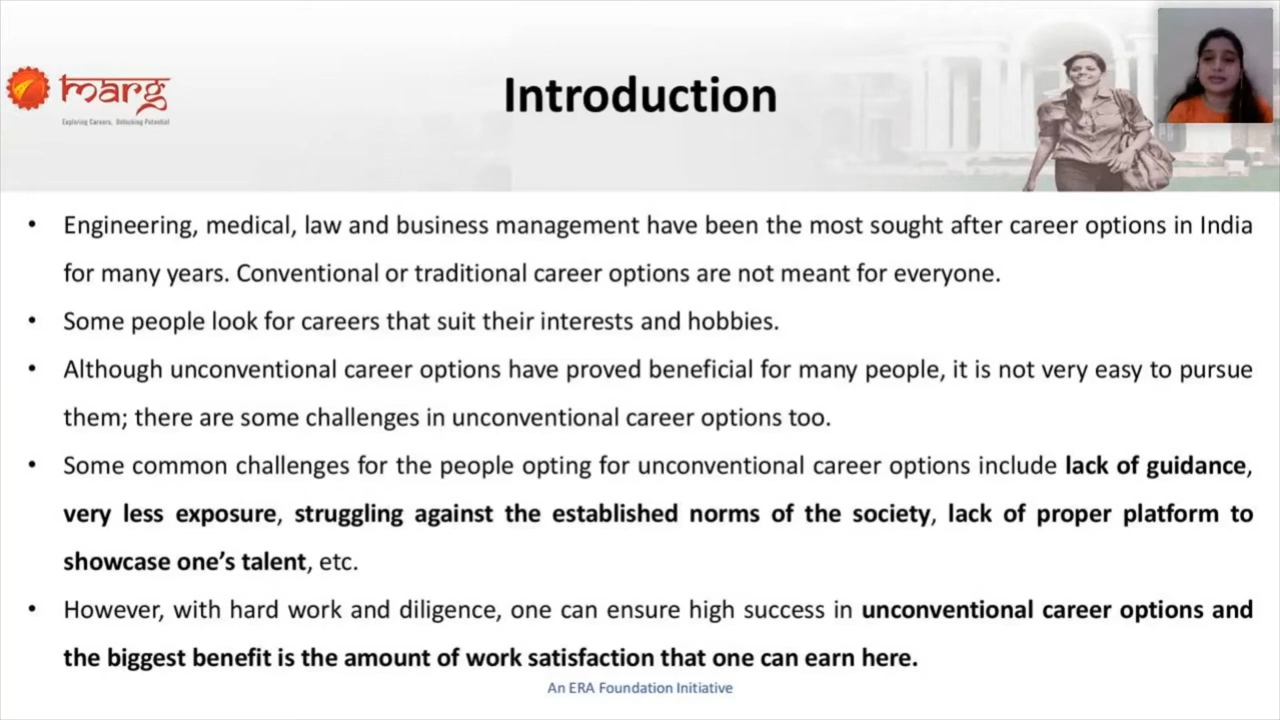 marg
Exploring Careers, Unlocking Potential
Introduction
• Engineering, medical, law and business management have been the most sought after career options in India
for many years. Conventional or traditional career options are not meant for everyone.
• Some people look for careers that suit their interests and hobbies.
• Although unconventional career options have proved beneficial for many people, it is not very easy to pursue
them; there are some challenges in unconventional career options too.
• Some common challenges for the people opting for unconventional career options include lack of guidance,
very less exposure, struggling against the established norms of the society, lack of proper platform to
showcase one’s talent, etc.
• However, with hard work and diligence, one can ensure high success in unconventional career options and
the biggest benefit is the amount of work satisfaction that one can earn here.
An ERA Foundation Initiative